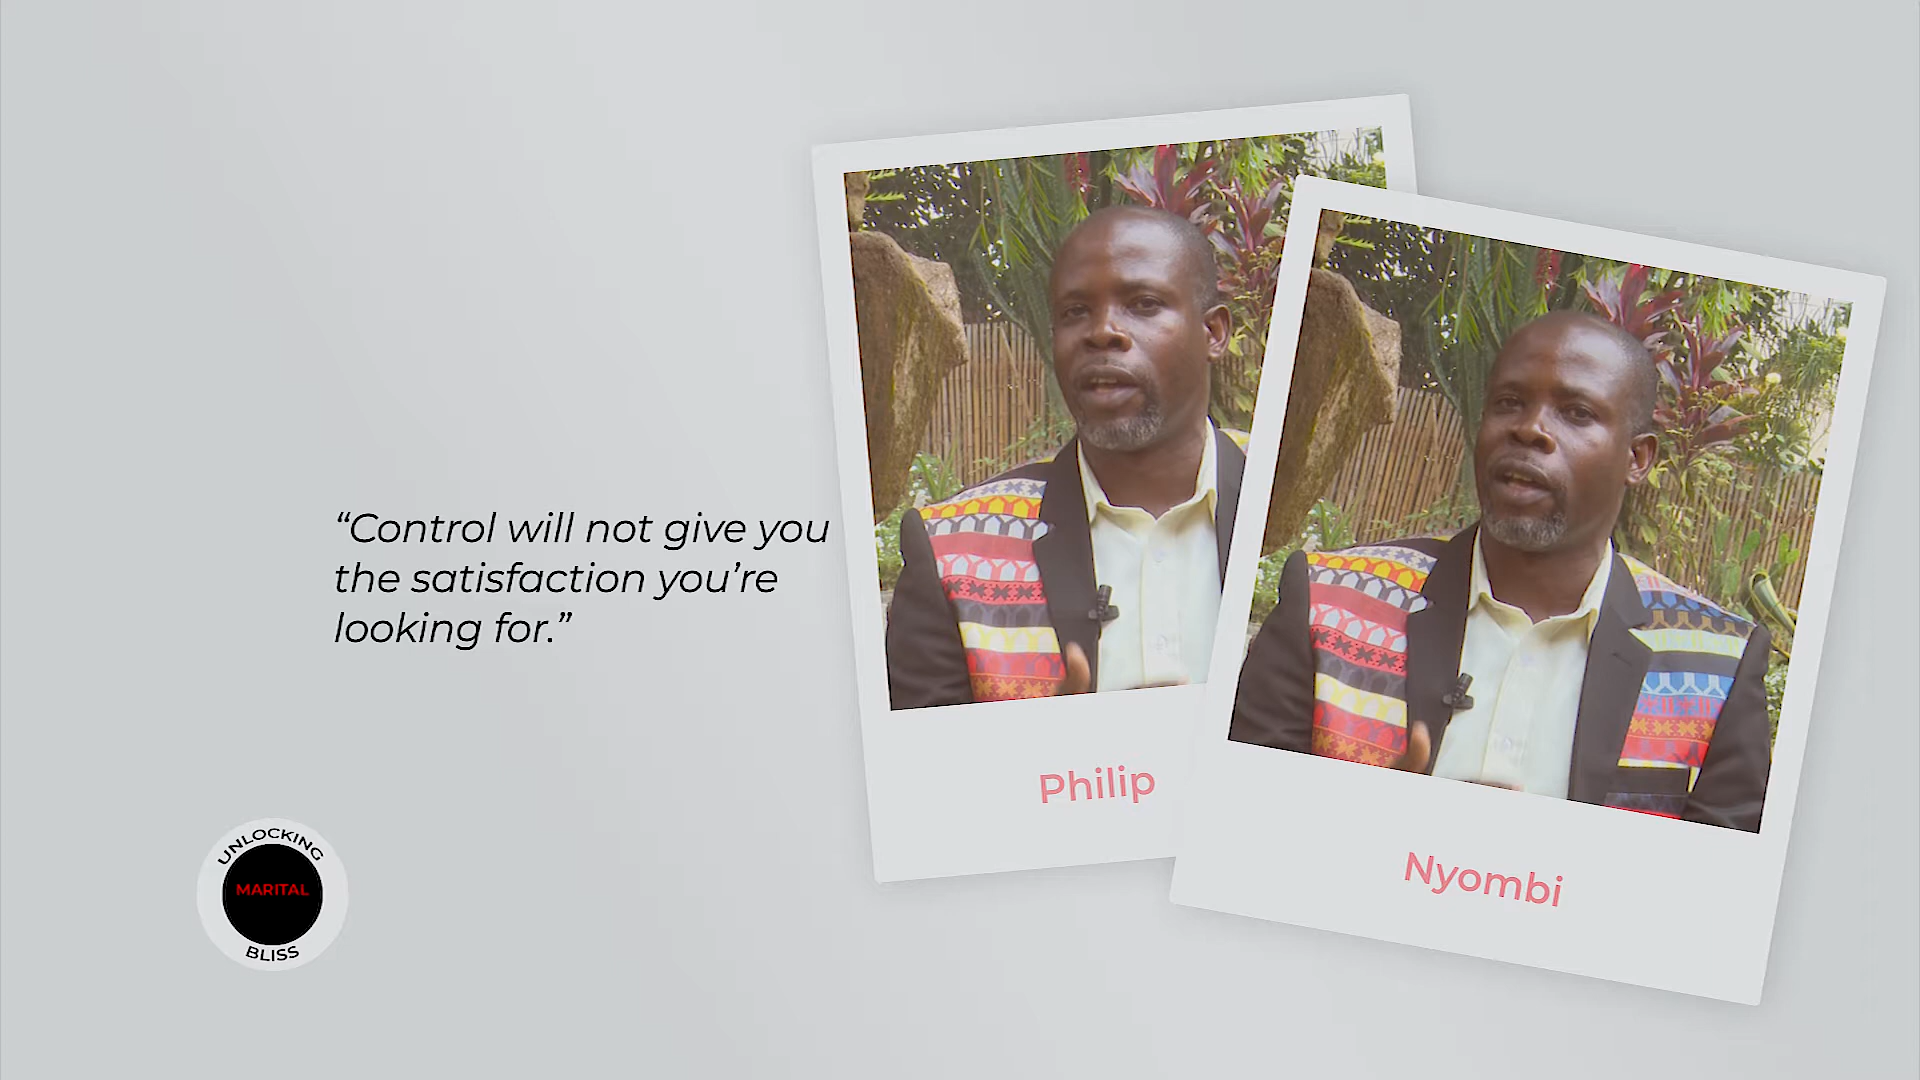 “Control will not give you
the satisfaction you’re
looking for.”
Philip
Nyombi
UNLOCKING
MARITAL
BLISS